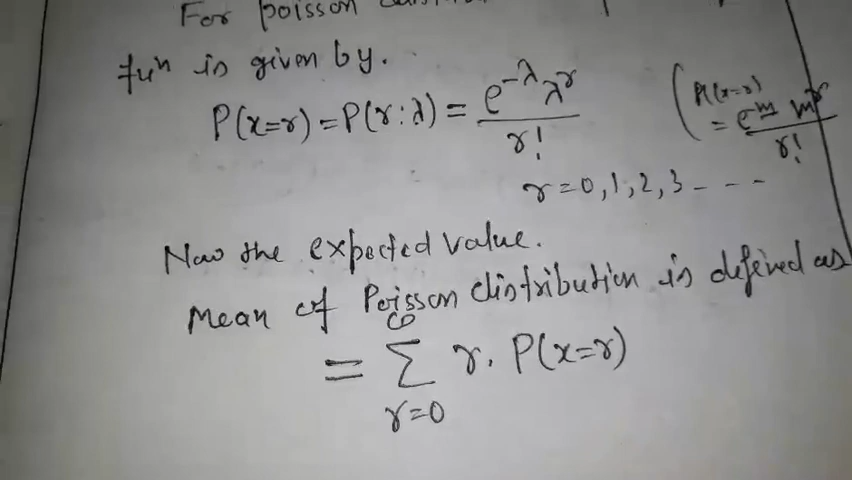 For poisson
fuⁿ is given by.
P(x=r) = P(r:λ) = e^{-λ} λ^r / r!
(P(x=r) = e^{-m} m^r / r!
r = 0, 1, 2, 3 - - -
Now the expected value.
Mean of Poisson distribution is defined as
= ∑_{r=0}^{∞} r. P(x=r)